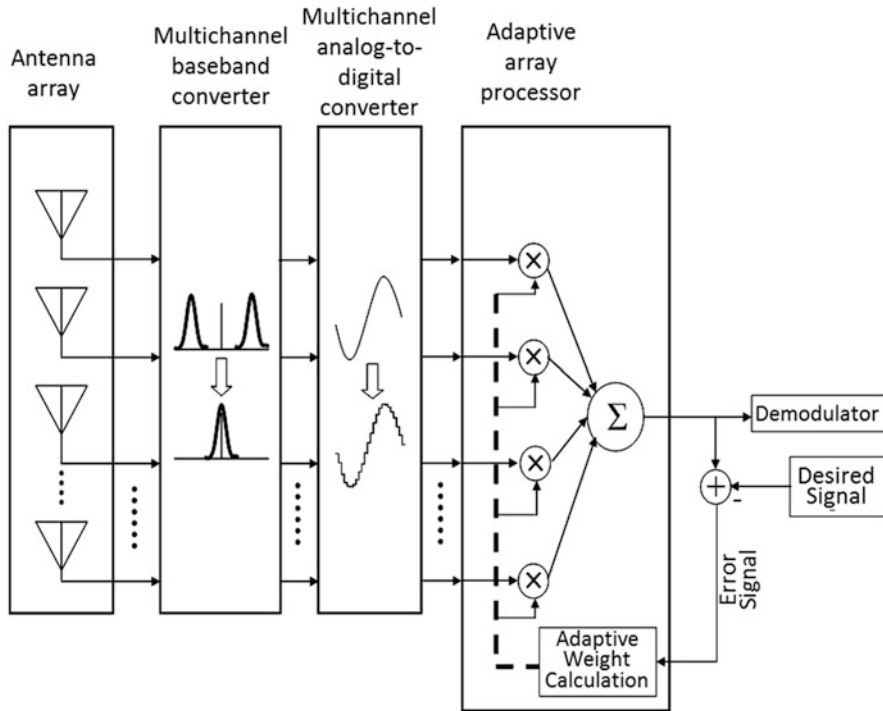 Antenna
array
Multichannel
baseband
converter
Multichannel
analog-to-
digital
converter
Adaptive
array
processor
Σ
Demodulator
Desired
Signal
+
-
Error
Signal
Adaptive
Weight
Calculation